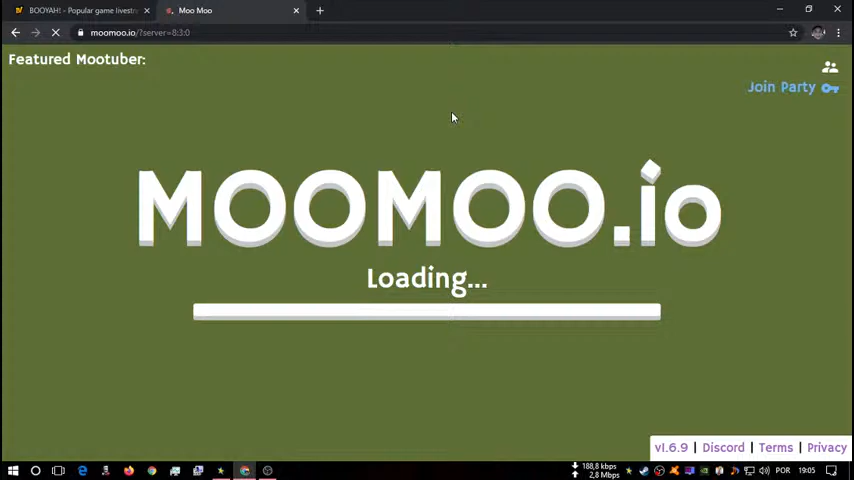 BOOYAH! - Popular game livestre
Moo Moo
moomoo.io/?server=8:3:0
Featured Mootuber:
Join Party
MOOMOO.io
Loading...
v1.6.9 | Discord | Terms | Privacy
188,8 kbps
2,8 Mbps
POR
19:05